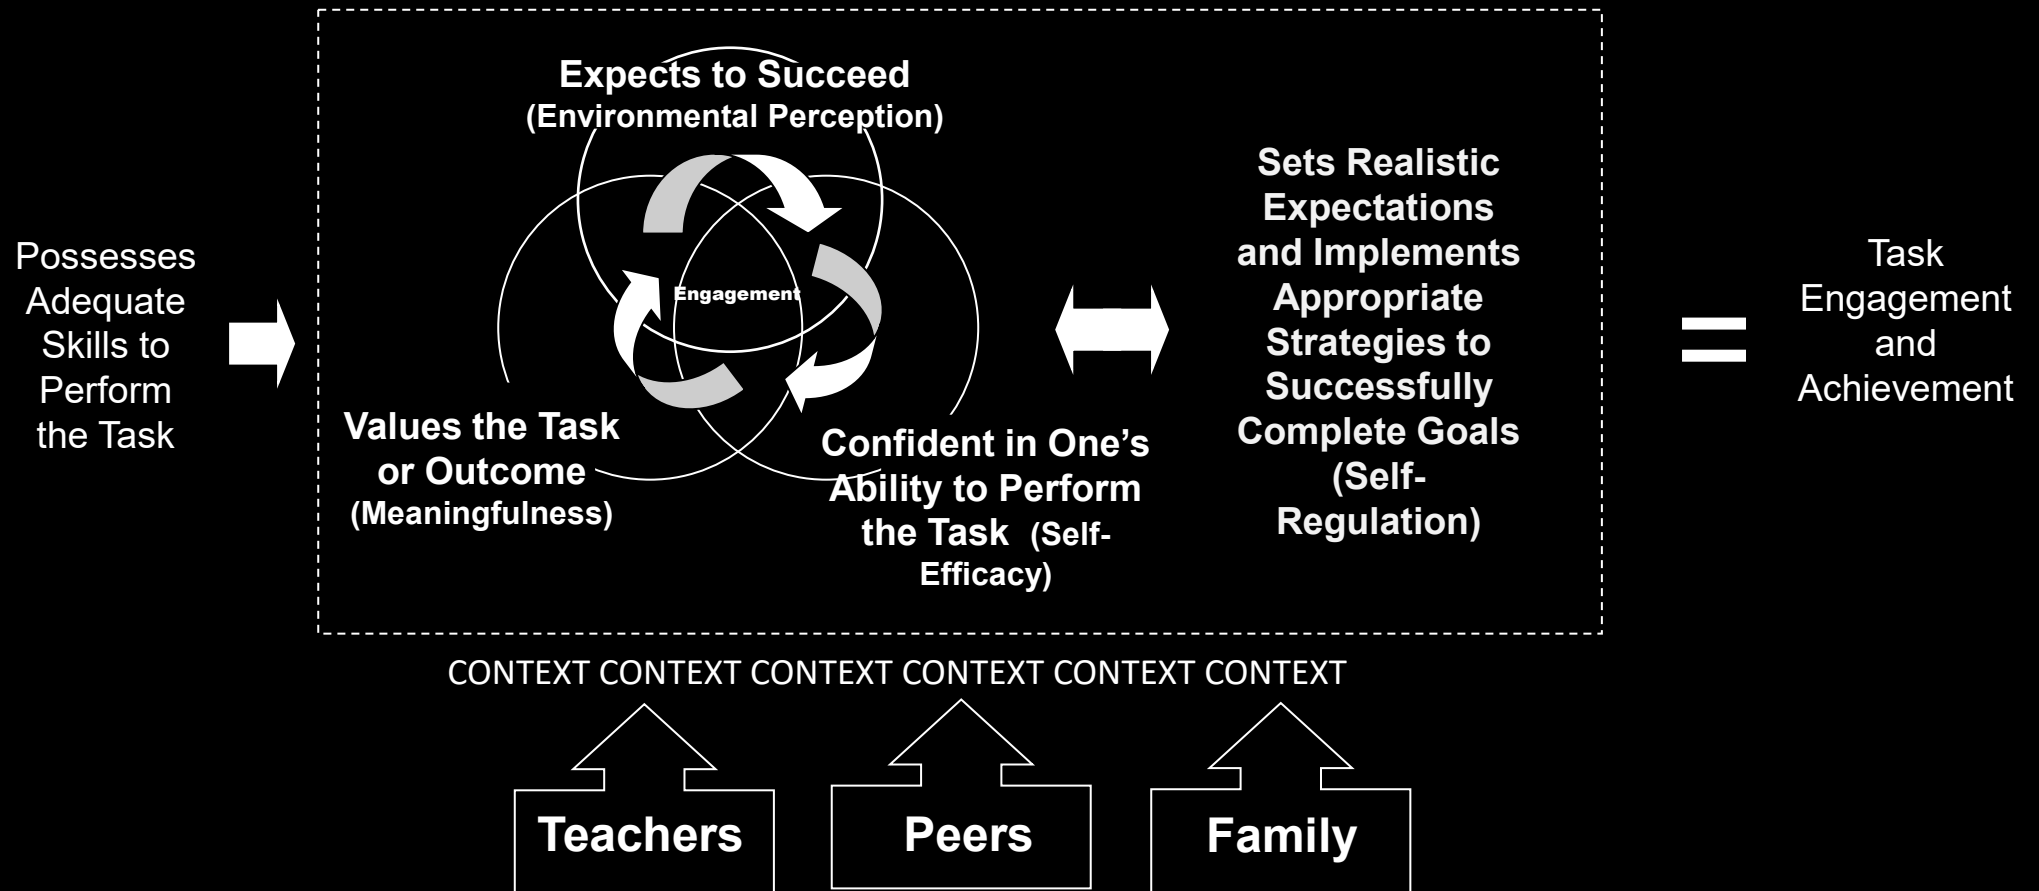 Possesses
Adequate
Skills to
Perform
the Task
Expects to Succeed
(Environmental Perception)
Engagement
Values the Task
or Outcome
(Meaningfulness)
Confident in One’s
Ability to Perform
the Task (Self-
Efficacy)
Sets Realistic
Expectations
and Implements
Appropriate
Strategies to
Successfully
Complete Goals
(Self-
Regulation)
=
Task
Engagement
and
Achievement
CONTEXT CONTEXT CONTEXT CONTEXT CONTEXT CONTEXT
Teachers
Peers
Family